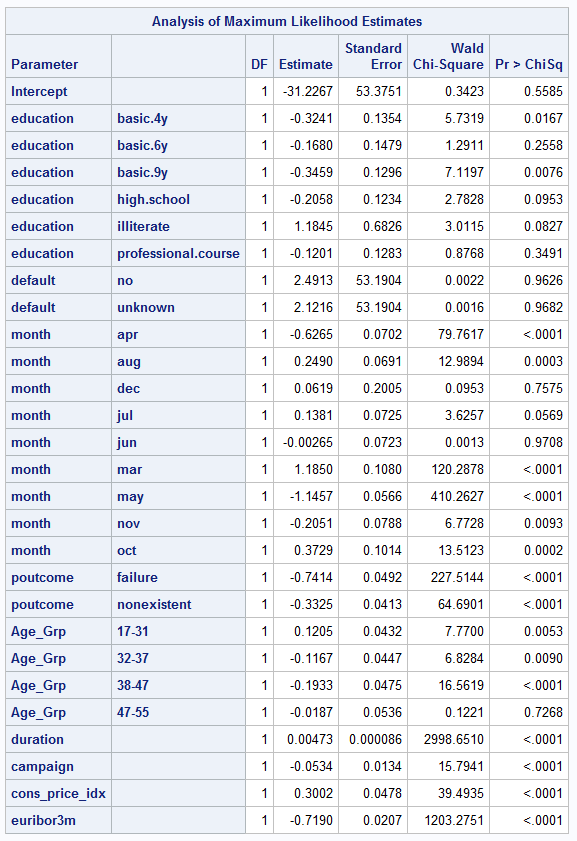 Analysis of Maximum Likelihood Estimates
Parameter DF Estimate Standard Error Wald Chi-Square Pr > ChiSq
Intercept 1 -31.2267 53.3751 0.3423 0.5585
education basic.4y 1 -0.3241 0.1354 5.7319 0.0167
education basic.6y 1 -0.1680 0.1479 1.2911 0.2558
education basic.9y 1 -0.3459 0.1296 7.1197 0.0076
education high.school 1 -0.2058 0.1234 2.7828 0.0953
education illiterate 1 1.1845 0.6826 3.0115 0.0827
education professional.course 1 -0.1201 0.1283 0.8768 0.3491
default no 1 2.4913 53.1904 0.0022 0.9626
default unknown 1 2.1216 53.1904 0.0016 0.9682
month apr 1 -0.6265 0.0702 79.7617 <.0001
month aug 1 0.2490 0.0691 12.9894 0.0003
month dec 1 0.0619 0.2005 0.0953 0.7575
month jul 1 0.1381 0.0725 3.6257 0.0569
month jun 1 -0.00265 0.0723 0.0013 0.9708
month mar 1 1.1850 0.1080 120.2878 <.0001
month may 1 -1.1457 0.0566 410.2627 <.0001
month nov 1 -0.2051 0.0788 6.7728 0.0093
month oct 1 0.3729 0.1014 13.5123 0.0002
poutcome failure 1 -0.7414 0.0492 227.5144 <.0001
poutcome nonexistent 1 -0.3325 0.0413 64.6901 <.0001
Age_Grp 17-31 1 0.1205 0.0432 7.7700 0.0053
Age_Grp 32-37 1 -0.1167 0.0447 6.8284 0.0090
Age_Grp 38-47 1 -0.1933 0.0475 16.5619 <.0001
Age_Grp 47-55 1 -0.0187 0.0536 0.1221 0.7268
duration 1 0.00473 0.000086 2998.6510 <.0001
campaign 1 -0.0534 0.0134 15.7941 <.0001
cons_price_idx 1 0.3002 0.0478 39.4935 <.0001
euribor3m 1 -0.7190 0.0207 1203.2751 <.0001